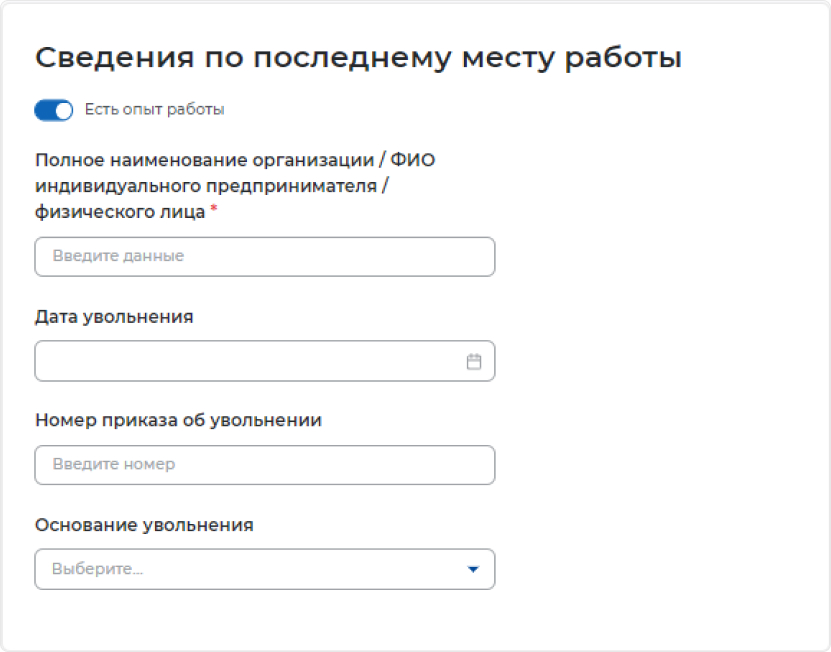 Сведения по последнему месту работы
Есть опыт работы
Полное наименование организации / ФИО
индивидуального предпринимателя /
физического лица *
Введите данные
Дата увольнения
Номер приказа об увольнении
Введите номер
Основание увольнения
Выберите...